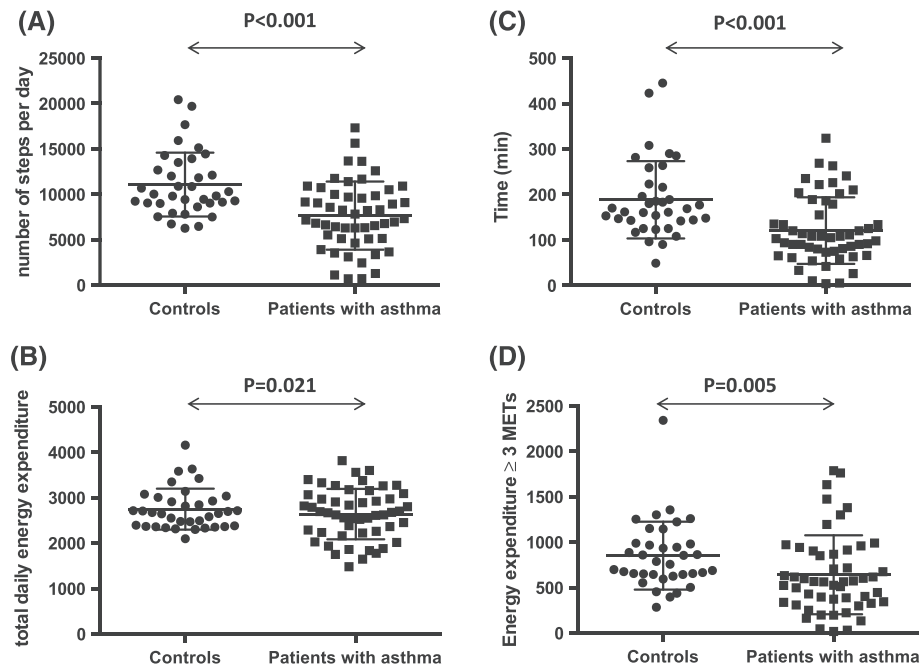 (A)
P<0.001
number of steps per day
25000
20000
15000
10000
5000
0
Controls
Patients with asthma
(C)
P<0.001
Time (min)
500
400
300
200
100
0
Controls
Patients with asthma
(B)
P=0.021
total daily energy expenditure
5000
4000
3000
2000
1000
0
Controls
Patients with asthma
(D)
P=0.005
Energy expenditure ≥ 3 METs
2500
2000
1500
1000
500
0
Controls
Patients with asthma